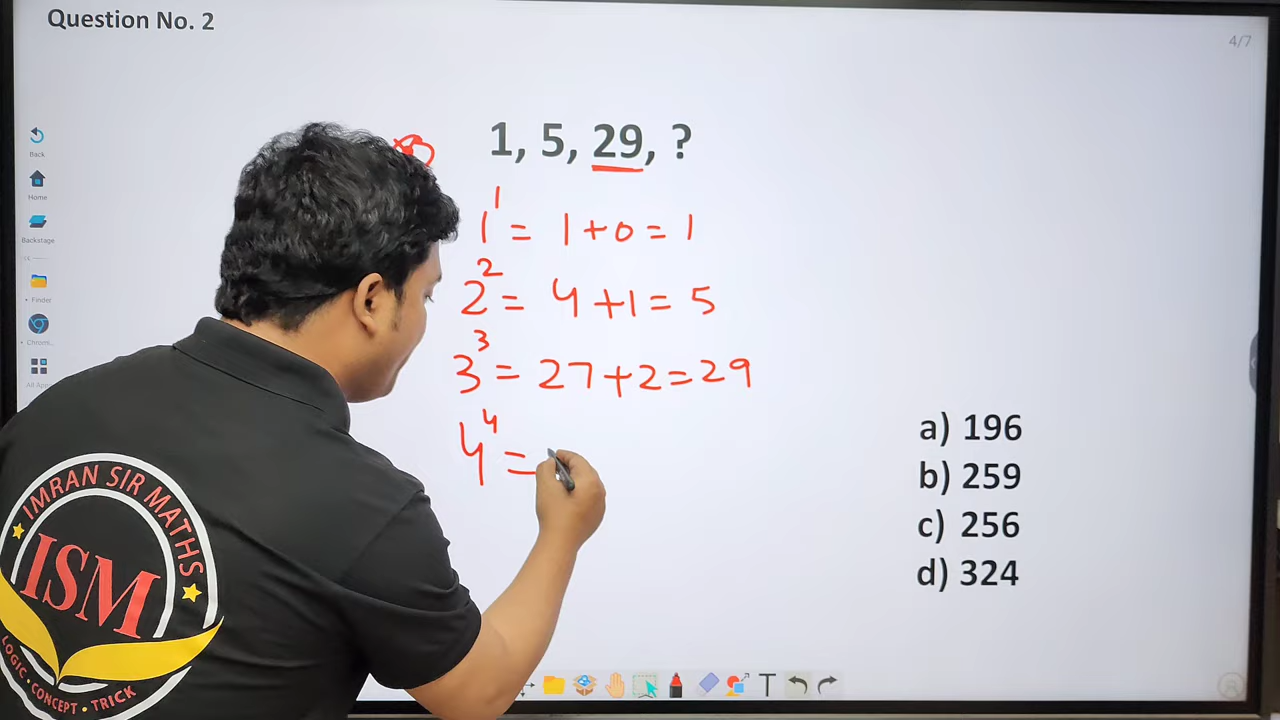 Question No. 2
4/7
1, 5, 29, ?
1¹ = 1+0 = 1
2² = 4+1 = 5
3³ = 27+2=29
4⁴ =
a) 196
b) 259
c) 256
d) 324
Back
Home
Backstage
Finder
IMRAN SIR MATHS
ISM
LOGIC • CONCEPT • TRICK
T